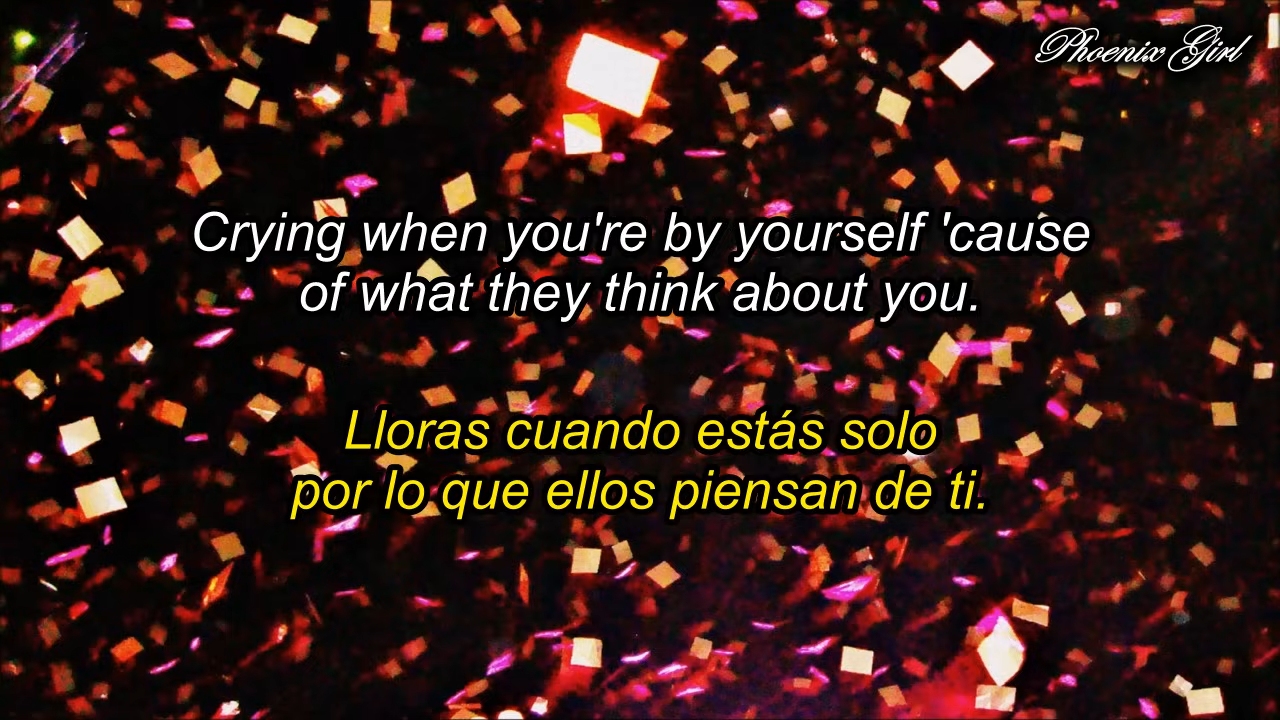 Phoenix Girl
Crying when you're by yourself 'cause
of what they think about you.
Lloras cuando estás solo
por lo que ellos piensan de ti.